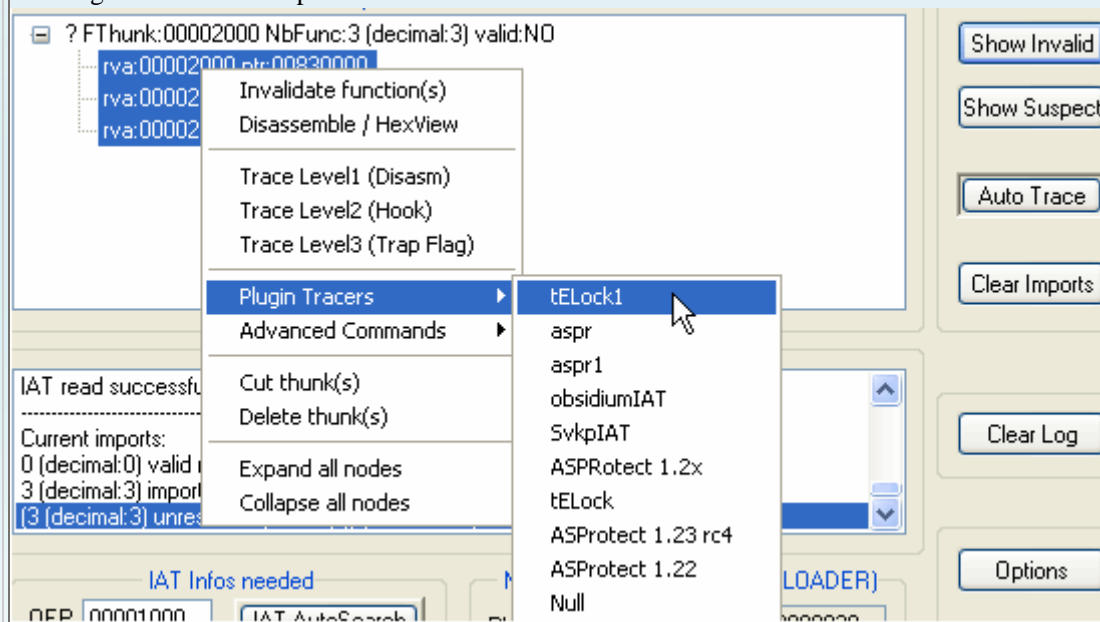 ? FThunk:00002000 NbFunc:3 (decimal:3) valid:NO
rva:00002000 ptr:00830000
rva:00002
rva:00002
Invalidate function(s)
Disassemble / HexView
Trace Level1 (Disasm)
Trace Level2 (Hook)
Trace Level3 (Trap Flag)
Plugin Tracers
Advanced Commands
Cut thunk(s)
Delete thunk(s)
Expand all nodes
Collapse all nodes
tELock1
aspr
aspr1
obsidiumIAT
SvkpIAT
ASPRotect 1.2x
tELock
ASProtect 1.23 rc4
ASProtect 1.22
Null
Show Invalid
Show Suspect
Auto Trace
Clear Imports
Clear Log
Options
IAT read successfu
Current imports:
0 (decimal:0) valid
3 (decimal:3) impor
(3 (decimal:3) unres
IAT Infos needed
LOADER)
OEP 00001000
IAT AutoSearch